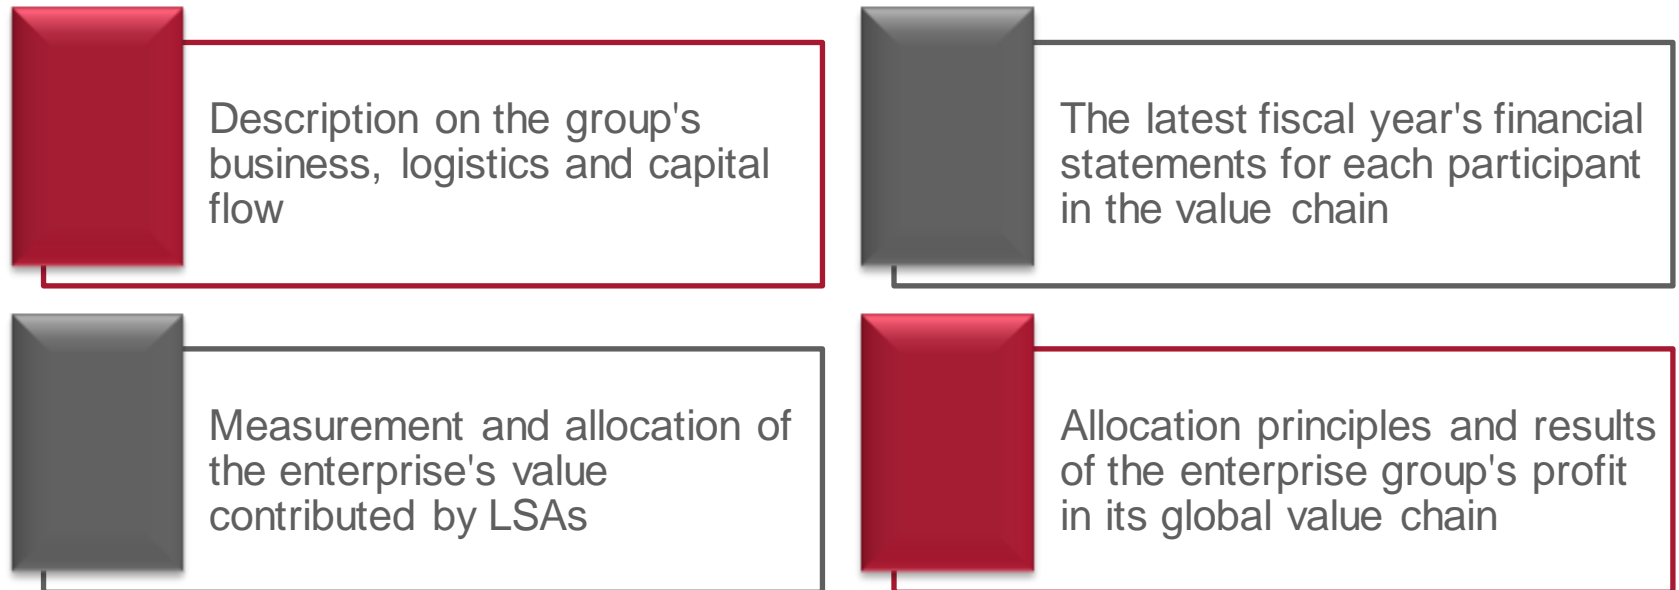 Description on the group's
business, logistics and capital
flow
The latest fiscal year's financial
statements for each participant
in the value chain
Measurement and allocation of
the enterprise's value
contributed by LSAs
Allocation principles and results
of the enterprise group's profit
in its global value chain